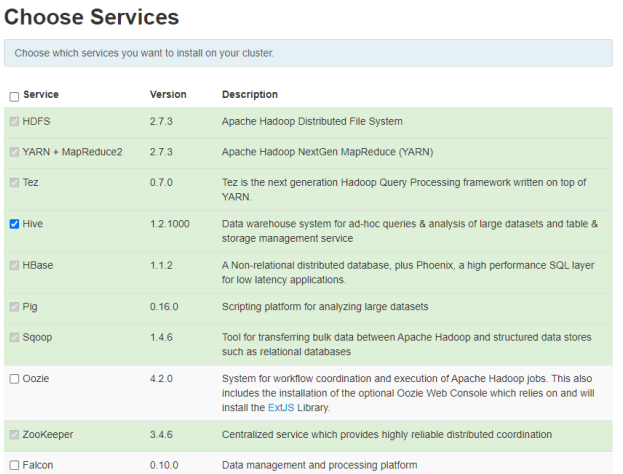 Choose Services
Choose which services you want to install on your cluster.
Service Version Description
HDFS 2.7.3 Apache Hadoop Distributed File System
YARN + MapReduce2 2.7.3 Apache Hadoop NextGen MapReduce (YARN)
Tez 0.7.0 Tez is the next generation Hadoop Query Processing framework written on top of
YARN.
Hive 1.2.1000 Data warehouse system for ad-hoc queries & analysis of large datasets and table &
storage management service
HBase 1.1.2 A Non-relational distributed database, plus Phoenix, a high performance SQL layer
for low latency applications.
Pig 0.16.0 Scripting platform for analyzing large datasets
Sqoop 1.4.6 Tool for transferring bulk data between Apache Hadoop and structured data stores
such as relational databases
Oozie 4.2.0 System for workflow coordination and execution of Apache Hadoop jobs. This also
includes the installation of the optional Oozie Web Console which relies on and will
install the ExtJS Library.
ZooKeeper 3.4.6 Centralized service which provides highly reliable distributed coordination
Falcon 0.10.0 Data management and processing platform